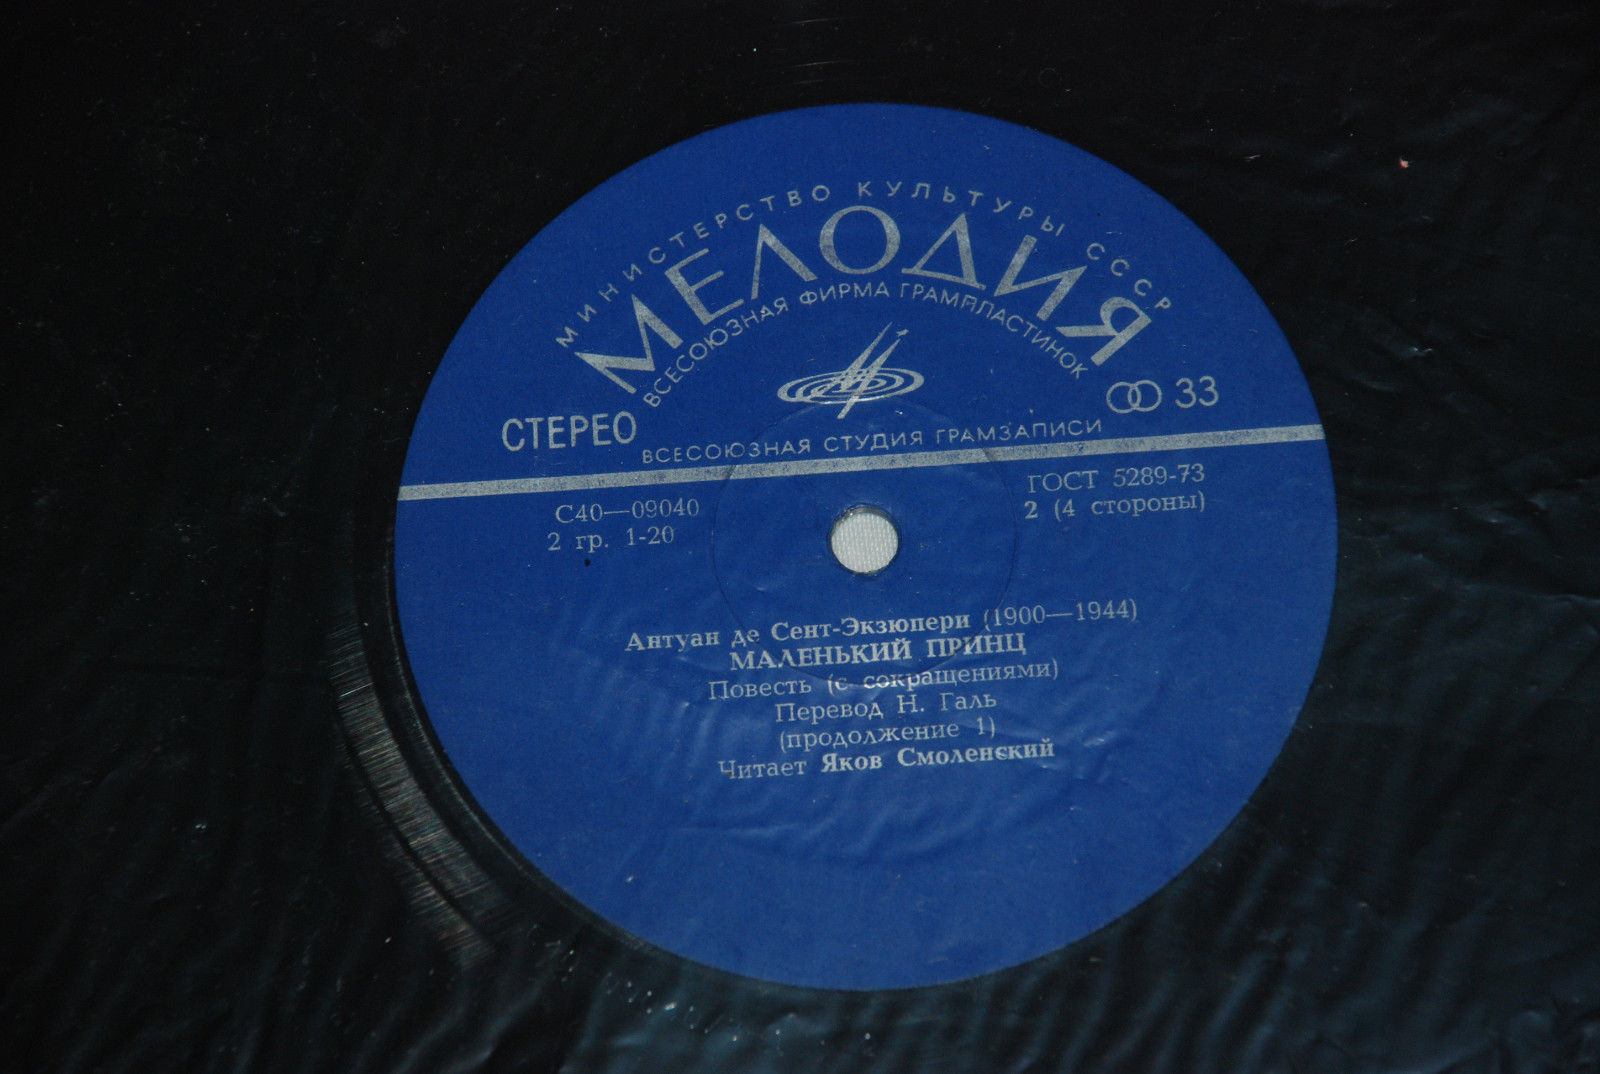 МИНИСТЕРСТВО КУЛЬТУРЫ СССР
МЕЛОДИЯ
ВСЕСОЮЗНАЯ ФИРМА ГРАМПЛАСТИНОК
СТЕРЕО
33
ВСЕСОЮЗНАЯ СТУДИЯ ГРАМЗАПИСИ
С40—09040
2 гр. 1-20
ГОСТ 5289-73
2 (4 стороны)
Антуан де Сент-Экзюпери (1900—1944)
МАЛЕНЬКИЙ ПРИНЦ
Повесть (с сокращениями)
Перевод Н. Галь
(продолжение 1)
Читает Яков Смоленский